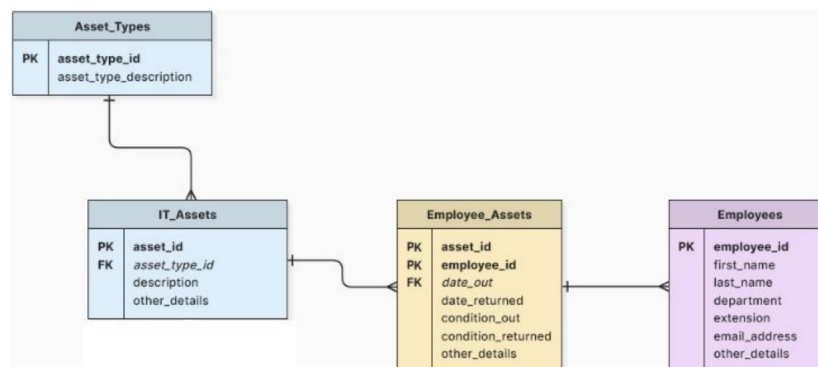 Asset_Types
PK asset_type_id
asset_type_description
IT_Assets
PK asset_id
FK asset_type_id
description
other_details
Employee_Assets
PK asset_id
PK employee_id
FK date_out
date_returned
condition_out
condition_returned
other_details
Employees
PK employee_id
first_name
last_name
department
extension
email_address
other_details